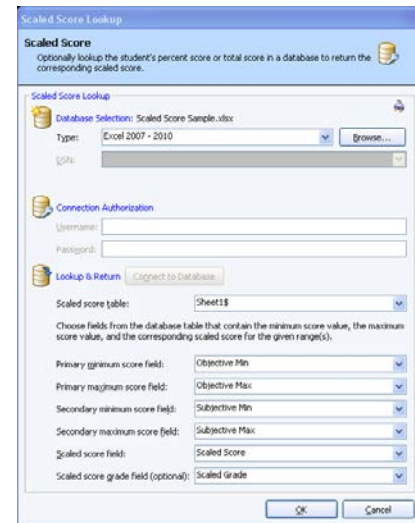 Scaled Score Lookup
Scaled Score
Optionally lookup the student's percent score or total score in a database to return the
corresponding scaled score.
Scaled Score Lookup
Database Selection: Scaled Score Sample.xlsx
Type: Excel 2007 - 2010 Browse...
DSN:
Connection Authorization
Username:
Password:
Lookup & Return Connect to Database
Scaled score table: Sheet1$
Choose fields from the database table that contain the minimum score value, the maximum
score value, and the corresponding scaled score for the given range(s).
Primary minimum score field: Objective Min
Primary maximum score field: Objective Max
Secondary minimum score field: Subjective Min
Secondary maximum score field: Subjective Max
Scaled score field: Scaled Score
Scaled score grade field (optional): Scaled Grade
OK Cancel